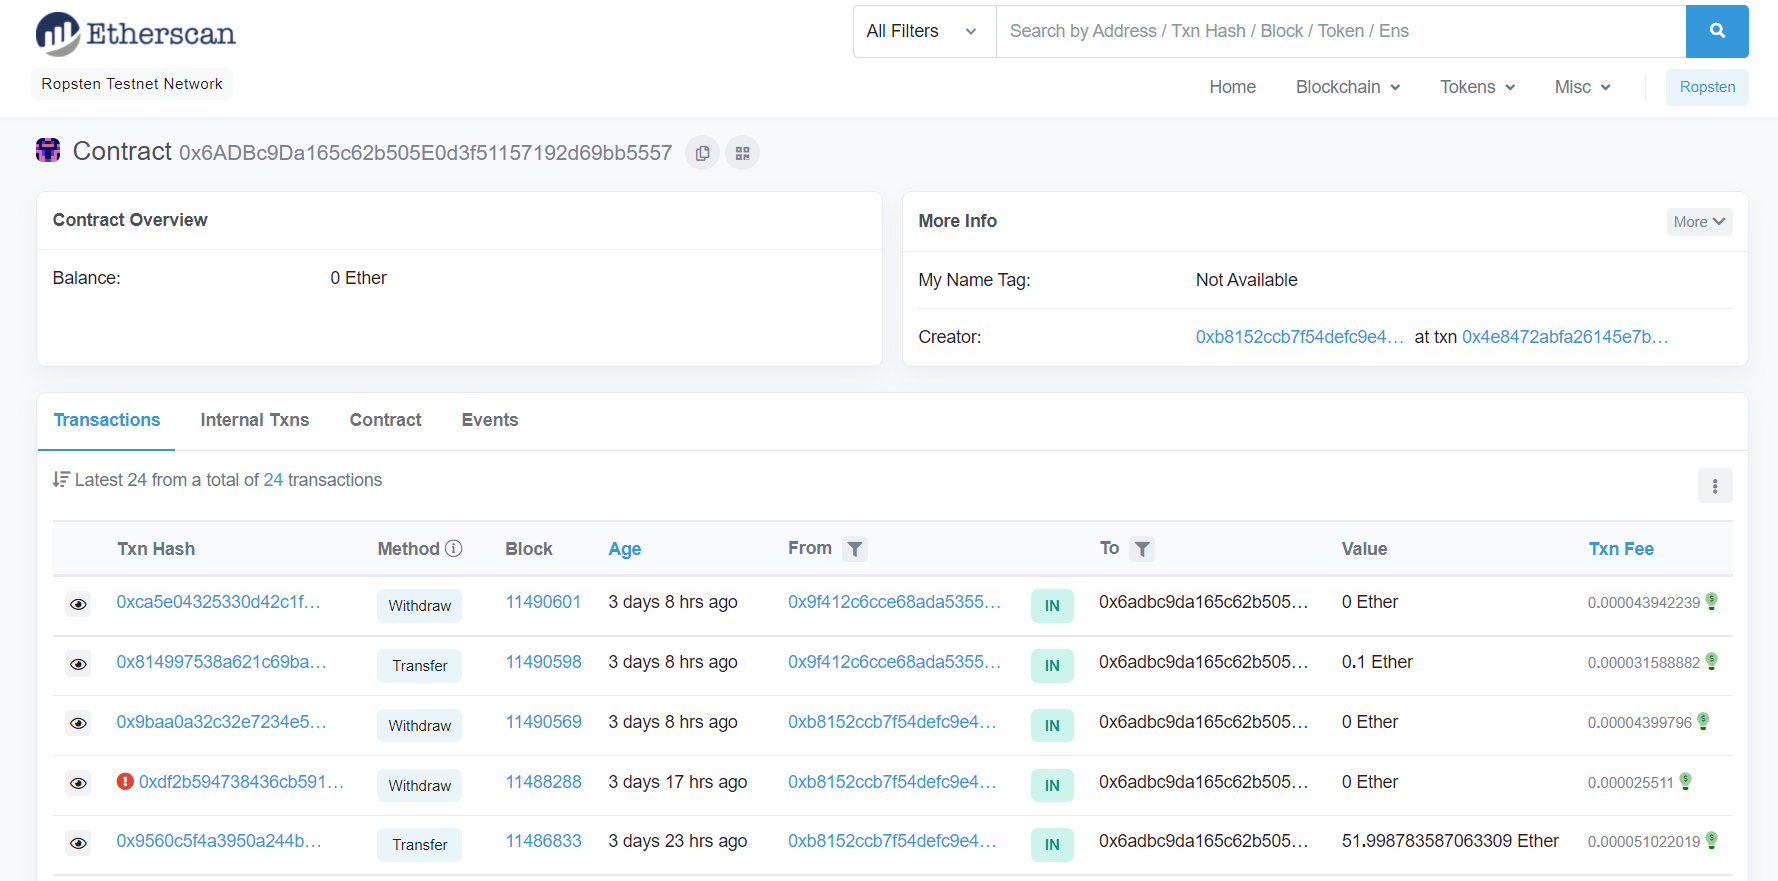 Etherscan
All Filters Search by Address / Txn Hash / Block / Token / Ens
Ropsten Testnet Network
Home Blockchain Tokens Misc Ropsten
Contract 0x6ADBc9Da165c62b505E0d3f51157192d69bb5557
Contract Overview
Balance: 0 Ether
More Info More
My Name Tag: Not Available
Creator: 0xb8152ccb7f54defc9e4... at txn 0x4e8472abfa26145e7b...
Transactions Internal Txns Contract Events
Latest 24 from a total of 24 transactions
Txn Hash Method Block Age From To Value Txn Fee
0xca5e04325330d42c1f... Withdraw 11490601 3 days 8 hrs ago 0x9f412c6cce68ada5355... IN 0x6adbc9da165c62b505... 0 Ether 0.000043942239
0x814997538a621c69ba... Transfer 11490598 3 days 8 hrs ago 0x9f412c6cce68ada5355... IN 0x6adbc9da165c62b505... 0.1 Ether 0.000031588882
0x9baa0a32c32e7234e5... Withdraw 11490569 3 days 8 hrs ago 0xb8152ccb7f54defc9e4... IN 0x6adbc9da165c62b505... 0 Ether 0.00004399796
0xdf2b594738436cb591... Withdraw 11488288 3 days 17 hrs ago 0xb8152ccb7f54defc9e4... IN 0x6adbc9da165c62b505... 0 Ether 0.000025511
0x9560c5f4a3950a244b... Transfer 11486833 3 days 23 hrs ago 0xb8152ccb7f54defc9e4... IN 0x6adbc9da165c62b505... 51.998783587063309 Ether 0.000051022019